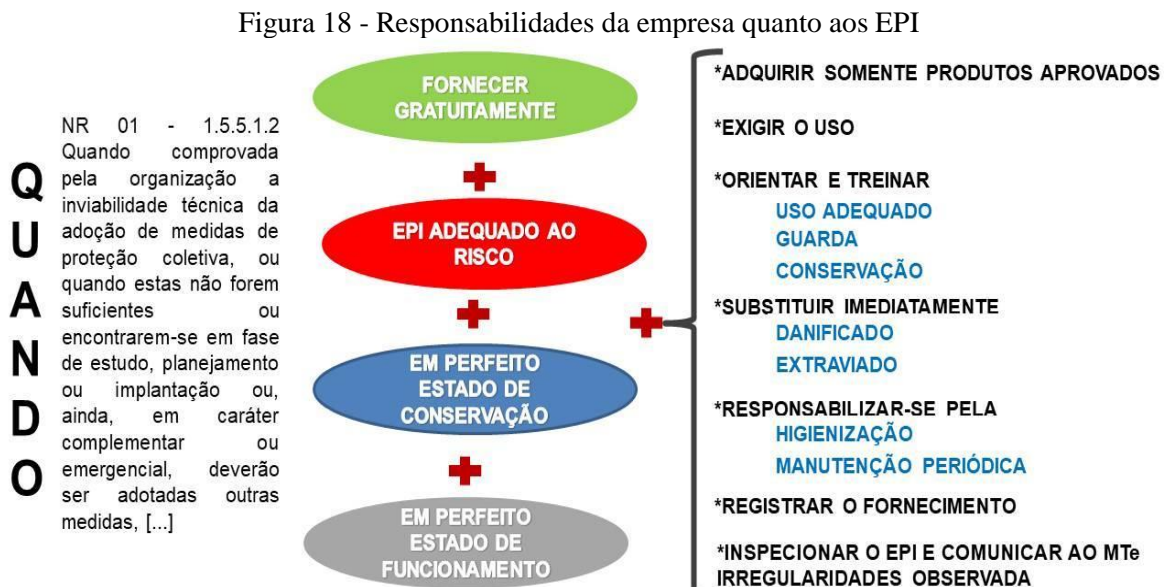 Figura 18 - Responsabilidades da empresa quanto aos EPI
QUANDO
NR 01 - 1.5.5.1.2
Quando comprovada
pela organização a
inviabilidade técnica da
adoção de medidas de
proteção coletiva, ou
quando estas não forem
suficientes ou
encontrarem-se em fase
de estudo, planejamento
ou implantação ou,
ainda, em caráter
complementar ou
emergencial, deverão
ser adotadas outras
medidas, [...]
FORNECER
GRATUITAMENTE
EPI ADEQUADO AO
RISCO
EM PERFEITO
ESTADO DE
CONSERVAÇÃO
EM PERFEITO
ESTADO DE
FUNCIONAMENTO
*ADQUIRIR SOMENTE PRODUTOS APROVADOS
*EXIGIR O USO
*ORIENTAR E TREINAR
USO ADEQUADO
GUARDA
CONSERVAÇÃO
*SUBSTITUIR IMEDIATAMENTE
DANIFICADO
EXTRAVIADO
*RESPONSABILIZAR-SE PELA
HIGIENIZAÇÃO
MANUTENÇÃO PERIÓDICA
*REGISTRAR O FORNECIMENTO
*INSPECIONAR O EPI E COMUNICAR AO MTe
IRREGULARIDADES OBSERVADA